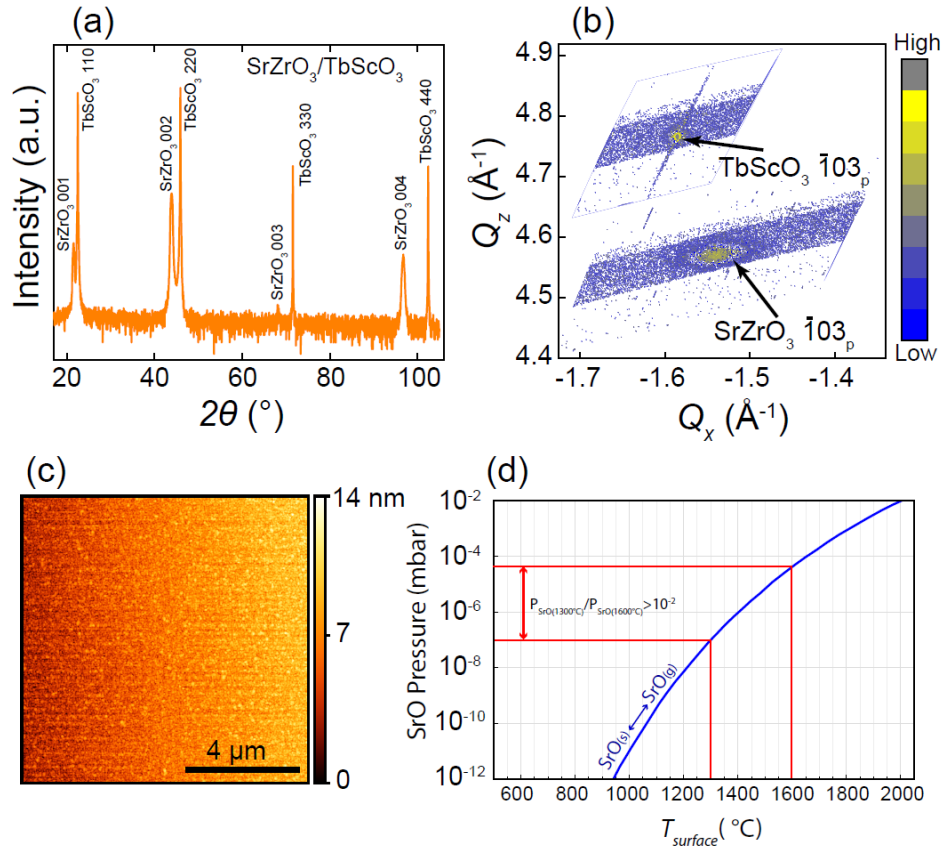 (a)
Intensity (a.u.)
SrZrO₃/TbScO₃
SrZrO₃ 001
TbScO₃ 110
SrZrO₃ 002
TbScO₃ 220
SrZrO₃ 003
TbScO₃ 330
SrZrO₃ 004
TbScO₃ 440
20 40 60 80 100
2θ (°)
(b)
Q_z (Å⁻¹)
4.9
4.8
4.7
4.6
4.5
4.4
TbScO₃ 1̄03ₚ
SrZrO₃ 1̄03ₚ
-1.7 -1.6 -1.5 -1.4
Qₓ (Å⁻¹)
High
Low
(c)
14 nm
7
0
4 µm
(d)
SrO Pressure (mbar)
10⁻²
10⁻⁴
10⁻⁶
10⁻⁸
10⁻¹⁰
10⁻¹²
P_SrO(1300°C)/P_SrO(1600°C)>10⁻²
SrO(s) ⟷ SrO(g)
600 800 1000 1200 1400 1600 1800 2000
T_surface( °C)